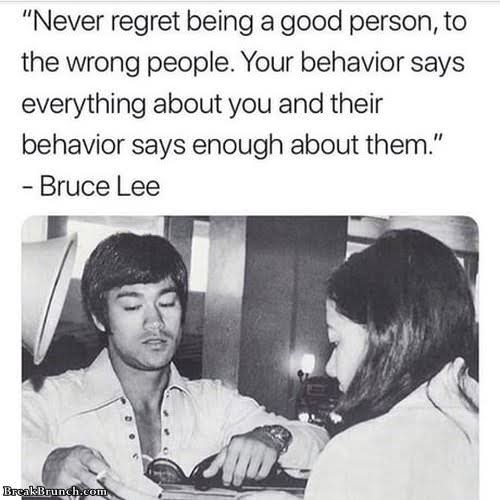 “Never regret being a good person, to
the wrong people. Your behavior says
everything about you and their
behavior says enough about them.”
- Bruce Lee
BreakBrunch.com